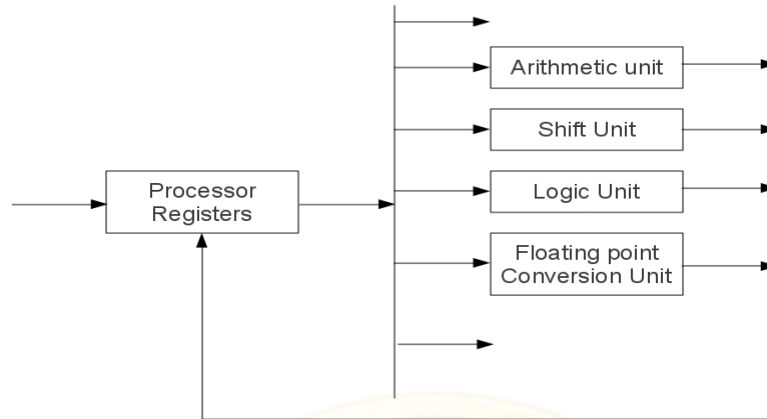 Arithmetic unit
Shift Unit
Processor
Registers
Logic Unit
Floating point
Conversion Unit